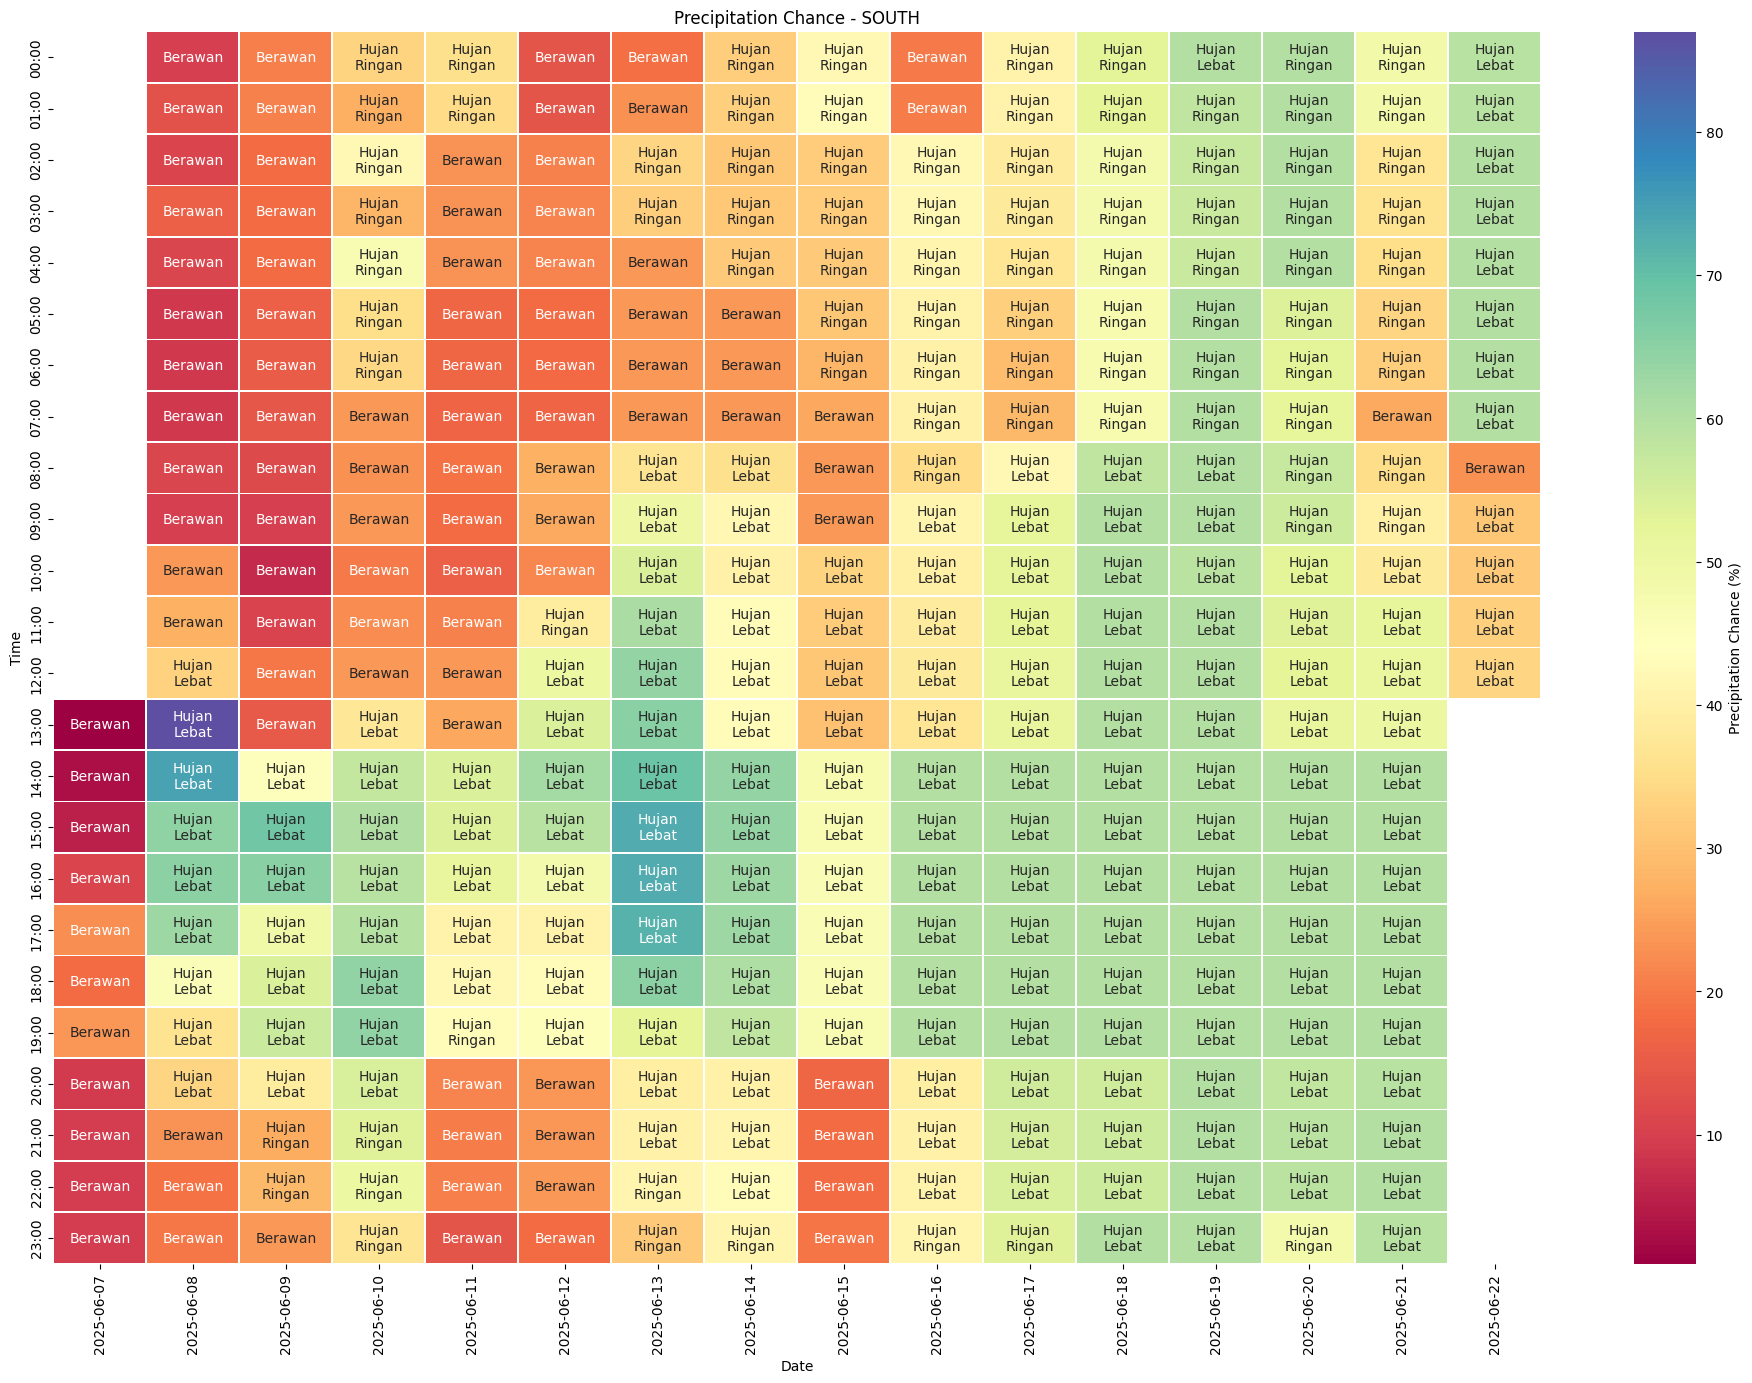 Precipitation Chance - SOUTH
00:00 Berawan Berawan Hujan Ringan Hujan Ringan Berawan Berawan Hujan Ringan Hujan Ringan Berawan Hujan Ringan Hujan Ringan Hujan Lebat Hujan Ringan Hujan Ringan Hujan Lebat
01:00 Berawan Berawan Hujan Ringan Hujan Ringan Berawan Berawan Hujan Ringan Hujan Ringan Berawan Hujan Ringan Hujan Ringan Hujan Ringan Hujan Ringan Hujan Ringan Hujan Lebat
02:00 Berawan Berawan Hujan Ringan Berawan Berawan Hujan Ringan Hujan Ringan Hujan Ringan Hujan Ringan Hujan Ringan Hujan Ringan Hujan Ringan Hujan Ringan Hujan Ringan Hujan Lebat
03:00 Berawan Berawan Hujan Ringan Berawan Berawan Hujan Ringan Hujan Ringan Hujan Ringan Hujan Ringan Hujan Ringan Hujan Ringan Hujan Ringan Hujan Ringan Hujan Ringan Hujan Lebat
04:00 Berawan Berawan Hujan Ringan Berawan Berawan Berawan Hujan Ringan Hujan Ringan Hujan Ringan Hujan Ringan Hujan Ringan Hujan Ringan Hujan Ringan Hujan Ringan Hujan Lebat
05:00 Berawan Berawan Hujan Ringan Berawan Berawan Berawan Berawan Hujan Ringan Hujan Ringan Hujan Ringan Hujan Ringan Hujan Ringan Hujan Ringan Hujan Ringan Hujan Lebat
06:00 Berawan Berawan Hujan Ringan Berawan Berawan Berawan Berawan Hujan Ringan Hujan Ringan Hujan Ringan Hujan Ringan Hujan Ringan Hujan Ringan Hujan Ringan Hujan Lebat
07:00 Berawan Berawan Berawan Berawan Berawan Berawan Berawan Berawan Hujan Ringan Hujan Ringan Hujan Ringan Hujan Ringan Hujan Ringan Berawan Hujan Lebat
08:00 Berawan Berawan Berawan Berawan Berawan Hujan Lebat Hujan Lebat Berawan Hujan Ringan Hujan Lebat Hujan Lebat Hujan Lebat Hujan Ringan Hujan Ringan Berawan
09:00 Berawan Berawan Berawan Berawan Berawan Hujan Lebat Hujan Lebat Berawan Hujan Lebat Hujan Lebat Hujan Lebat Hujan Lebat Hujan Ringan Hujan Ringan Hujan Lebat
10:00 Berawan Berawan Berawan Berawan Berawan Hujan Lebat Hujan Lebat Hujan Lebat Hujan Lebat Hujan Lebat Hujan Lebat Hujan Lebat Hujan Lebat Hujan Lebat Hujan Lebat
11:00 Berawan Berawan Berawan Berawan Hujan Ringan Hujan Lebat Hujan Lebat Hujan Lebat Hujan Lebat Hujan Lebat Hujan Lebat Hujan Lebat Hujan Lebat Hujan Lebat Hujan Lebat
12:00 Hujan Lebat Berawan Berawan Berawan Hujan Lebat Hujan Lebat Hujan Lebat Hujan Lebat Hujan Lebat Hujan Lebat Hujan Lebat Hujan Lebat Hujan Lebat Hujan Lebat Hujan Lebat
13:00 Berawan Hujan Lebat Berawan Hujan Lebat Berawan Hujan Lebat Hujan Lebat Hujan Lebat Hujan Lebat Hujan Lebat Hujan Lebat Hujan Lebat Hujan Lebat Hujan Lebat Hujan Lebat
14:00 Berawan Hujan Lebat Hujan Lebat Hujan Lebat Hujan Lebat Hujan Lebat Hujan Lebat Hujan Lebat Hujan Lebat Hujan Lebat Hujan Lebat Hujan Lebat Hujan Lebat Hujan Lebat Hujan Lebat
15:00 Berawan Hujan Lebat Hujan Lebat Hujan Lebat Hujan Lebat Hujan Lebat Hujan Lebat Hujan Lebat Hujan Lebat Hujan Lebat Hujan Lebat Hujan Lebat Hujan Lebat Hujan Lebat Hujan Lebat
16:00 Berawan Hujan Lebat Hujan Lebat Hujan Lebat Hujan Lebat Hujan Lebat Hujan Lebat Hujan Lebat Hujan Lebat Hujan Lebat Hujan Lebat Hujan Lebat Hujan Lebat Hujan Lebat Hujan Lebat
17:00 Berawan Hujan Lebat Hujan Lebat Hujan Lebat Hujan Lebat Hujan Lebat Hujan Lebat Hujan Lebat Hujan Lebat Hujan Lebat Hujan Lebat Hujan Lebat Hujan Lebat Hujan Lebat Hujan Lebat
18:00 Berawan Hujan Lebat Hujan Lebat Hujan Lebat Hujan Lebat Hujan Lebat Hujan Lebat Hujan Lebat Hujan Lebat Hujan Lebat Hujan Lebat Hujan Lebat Hujan Lebat Hujan Lebat Hujan Lebat
19:00 Berawan Hujan Lebat Hujan Lebat Hujan Lebat Hujan Ringan Hujan Lebat Hujan Lebat Hujan Lebat Hujan Lebat Hujan Lebat Hujan Lebat Hujan Lebat Hujan Lebat Hujan Lebat Hujan Lebat
20:00 Berawan Hujan Lebat Hujan Lebat Hujan Lebat Berawan Berawan Hujan Lebat Hujan Lebat Berawan Hujan Lebat Hujan Lebat Hujan Lebat Hujan Lebat Hujan Lebat Hujan Lebat
21:00 Berawan Berawan Hujan Ringan Hujan Ringan Berawan Berawan Hujan Lebat Hujan Lebat Berawan Hujan Lebat Hujan Lebat Hujan Lebat Hujan Lebat Hujan Lebat Hujan Lebat
22:00 Berawan Berawan Hujan Ringan Hujan Ringan Berawan Berawan Hujan Ringan Hujan Lebat Berawan Hujan Lebat Hujan Lebat Hujan Lebat Hujan Lebat Hujan Lebat Hujan Lebat
23:00 Berawan Berawan Berawan Hujan Ringan Berawan Berawan Hujan Ringan Hujan Ringan Berawan Hujan Ringan Hujan Ringan Hujan Lebat Hujan Lebat Hujan Ringan Hujan Lebat
2025-06-07 2025-06-08 2025-06-09 2025-06-10 2025-06-11 2025-06-12 2025-06-13 2025-06-14 2025-06-15 2025-06-16 2025-06-17 2025-06-18 2025-06-19 2025-06-20 2025-06-21 2025-06-22
Date
Time
80
70
60
50
40
30
20
10
Precipitation Chance (%)